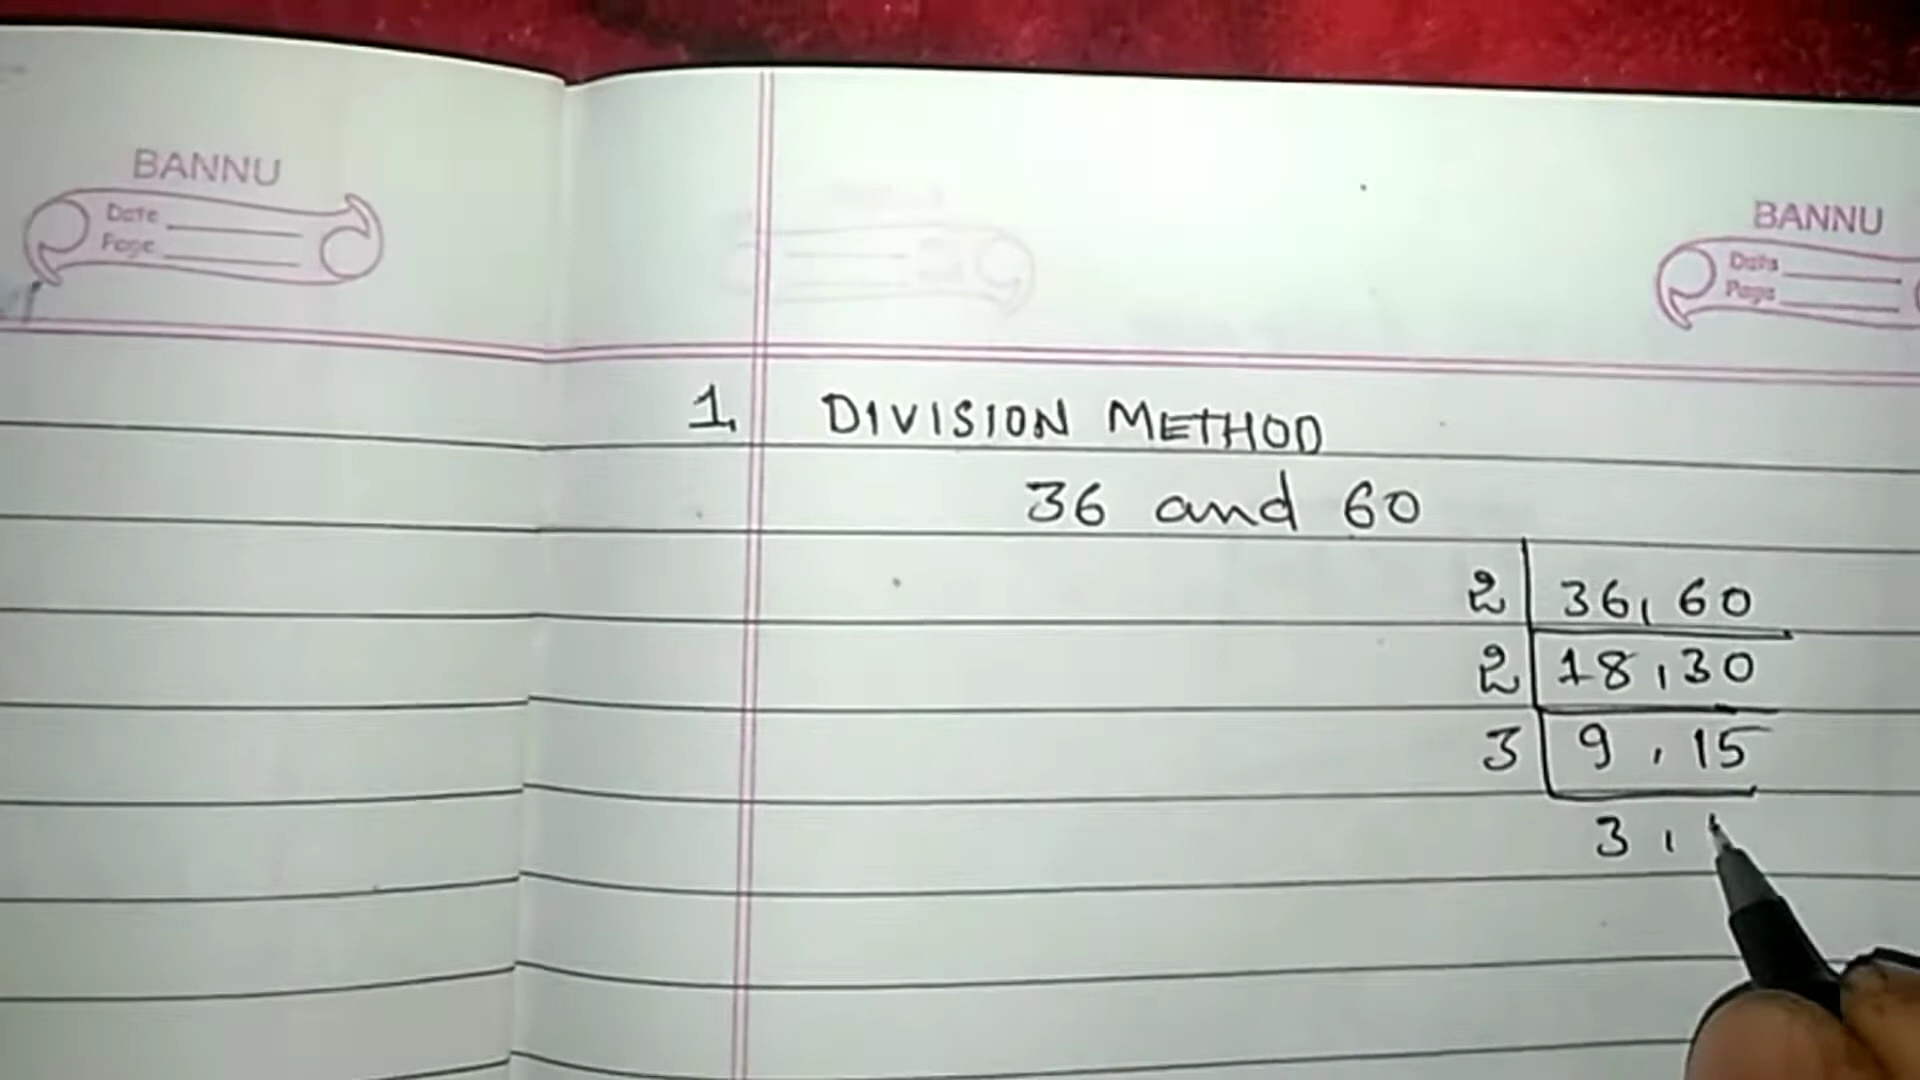 BANNU
Date
Page
BANNU
Date
Page
1. DIVISION METHOD
36 and 60
2 36, 60
2 18, 30
3 9, 15
3,